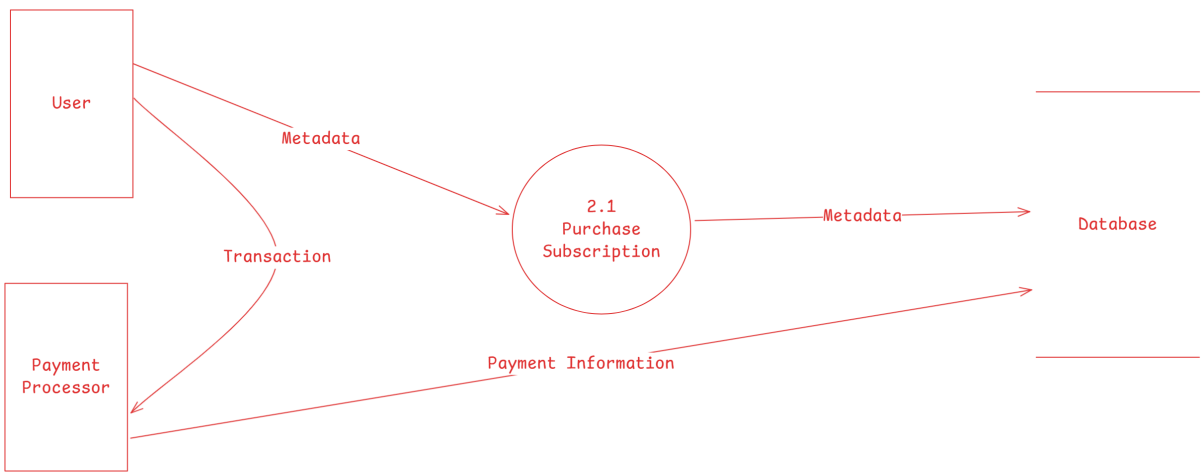 User
Metadata
2.1
Purchase
Subscription
Metadata
Database
Transaction
Payment
Processor
Payment Information